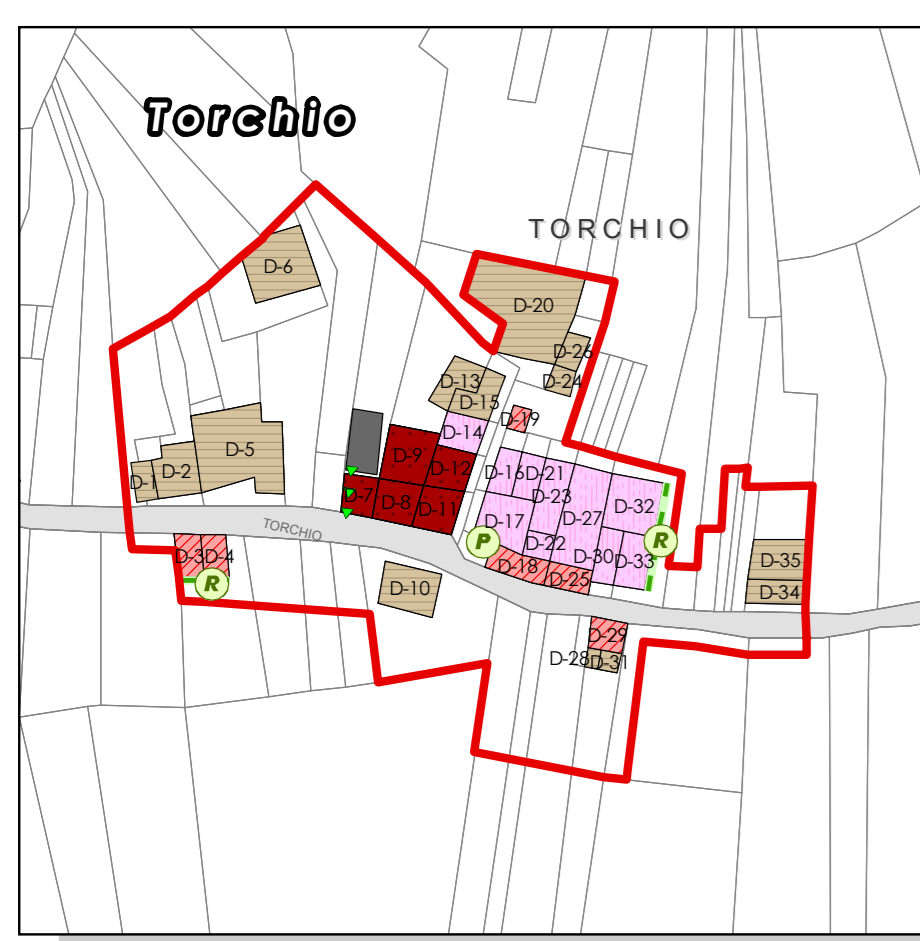 Torchio
TORCHIO
D-6
D-20
D-26
D-24
D-13
D-15
D-19
D-14
D-5
D-9
D-2
D-1
D-12
D-16
D-21
D-23
D-7
D-8
D-11
D-17
D-27
D-32
TORCHIO
P
D-22
R
D-3
D-4
D-30
D-33
D-35
D-18
D-25
R
D-10
D-34
D-29
D-28
D-31